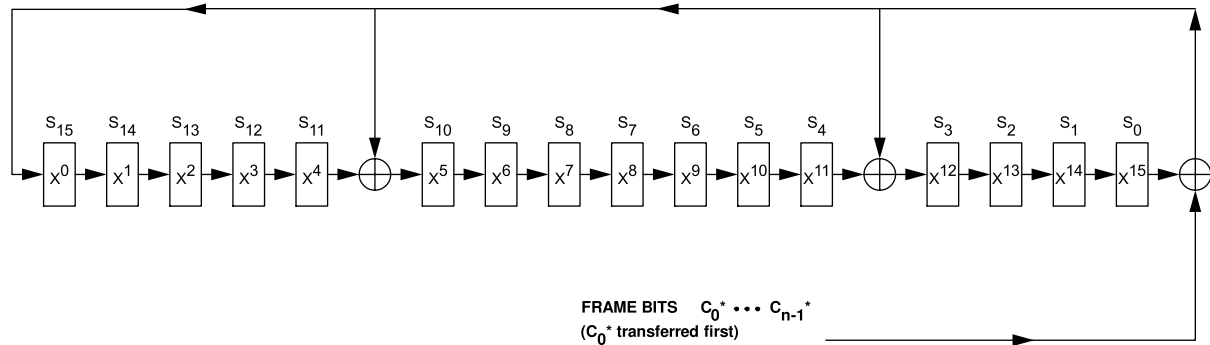 S15 S14 S13 S12 S11 S10 S9 S8 S7 S6 S5 S4 S3 S2 S1 S0
X0 X1 X2 X3 X4 X5 X6 X7 X8 X9 X10 X11 X12 X13 X14 X15
FRAME BITS C0* ••• Cn-1*
(C0* transferred first)